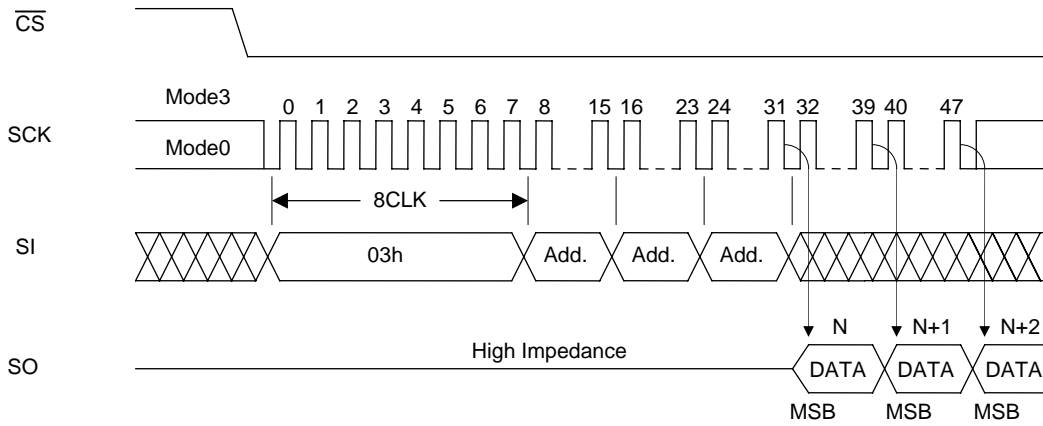 CS
Mode3
0 1 2 3 4 5 6 7 8 15 16 23 24 31 32 39 40 47
SCK
Mode0
8CLK
SI
03h Add. Add. Add.
N N+1 N+2
High Impedance
SO
DATA DATA DATA
MSB MSB MSB